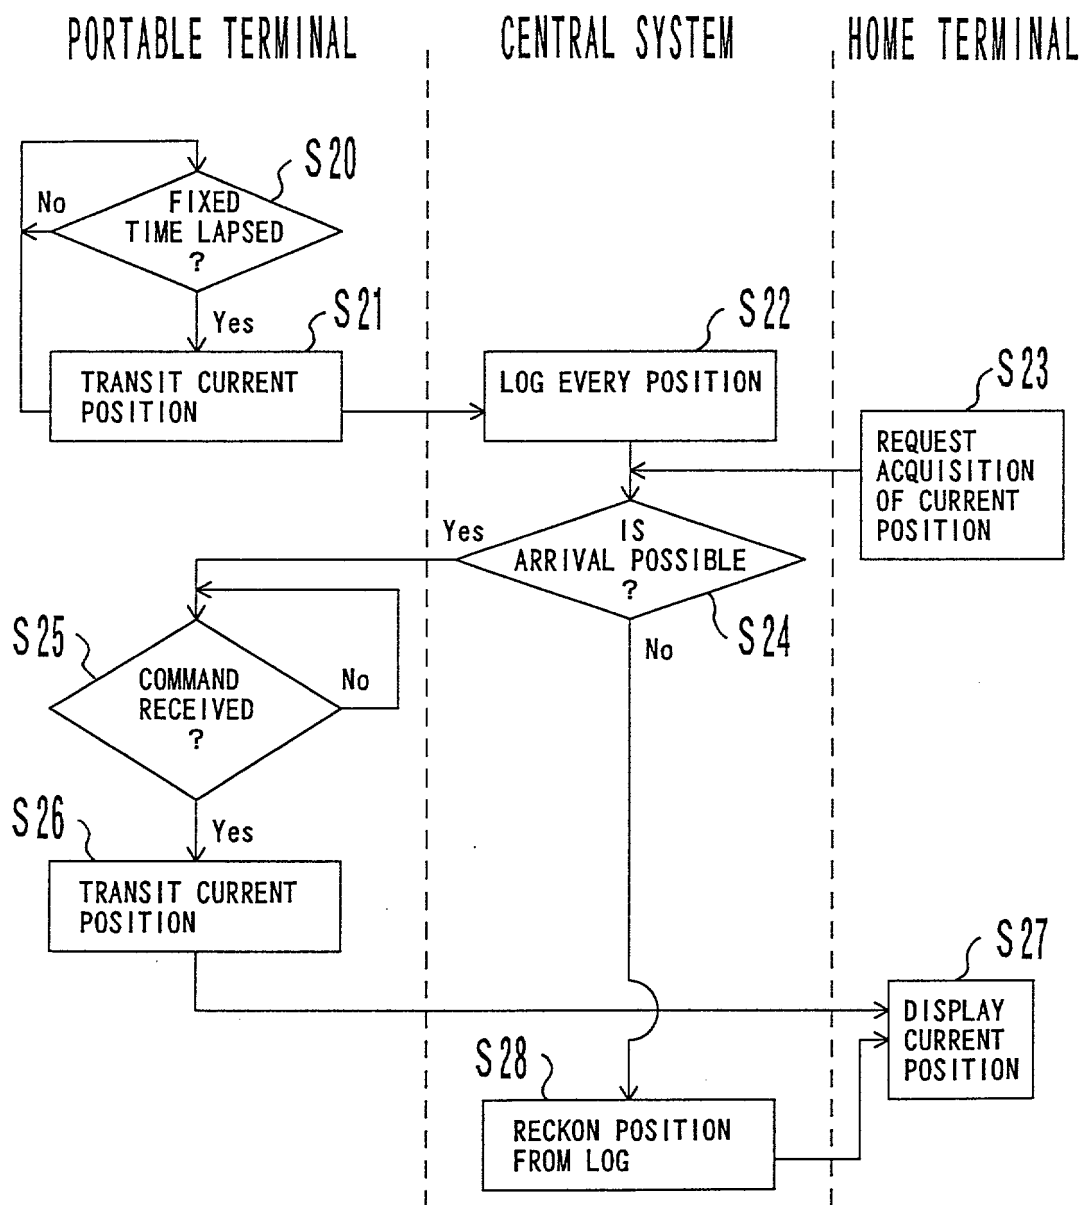 PORTABLE TERMINAL
CENTRAL SYSTEM
HOME TERMINAL
S20
No
FIXED
TIME LAPSED
?
Yes
S21
TRANSIT CURRENT
POSITION
S22
LOG EVERY POSITION
S23
REQUEST
ACQUISITION
OF CURRENT
POSITION
Yes
IS
ARRIVAL POSSIBLE
?
S24
No
S25
COMMAND
RECEIVED
?
No
Yes
S26
TRANSIT CURRENT
POSITION
S27
DISPLAY
CURRENT
POSITION
S28
RECKON POSITION
FROM LOG